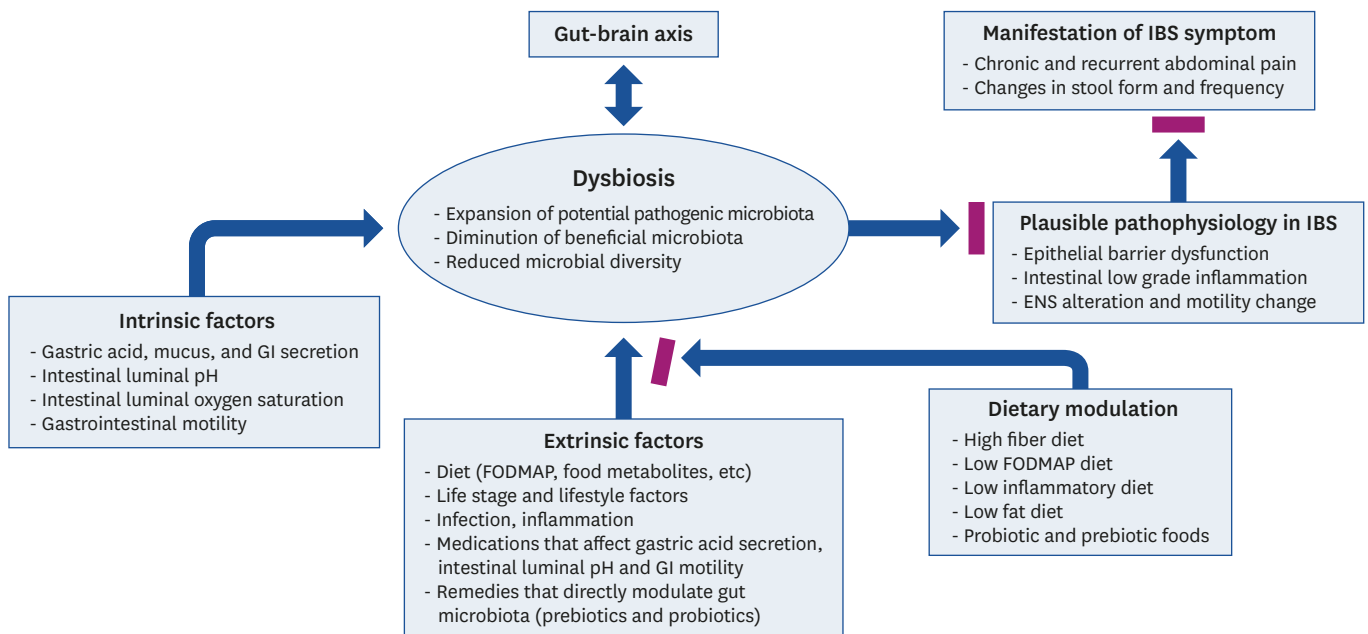 Gut-brain axis
Manifestation of IBS symptom
- Chronic and recurrent abdominal pain
- Changes in stool form and frequency
Dysbiosis
- Expansion of potential pathogenic microbiota
- Diminution of beneficial microbiota
- Reduced microbial diversity
Plausible pathophysiology in IBS
- Epithelial barrier dysfunction
- Intestinal low grade inflammation
- ENS alteration and motility change
Intrinsic factors
- Gastric acid, mucus, and GI secretion
- Intestinal luminal pH
- Intestinal luminal oxygen saturation
- Gastrointestinal motility
Extrinsic factors
- Diet (FODMAP, food metabolites, etc)
- Life stage and lifestyle factors
- Infection, inflammation
- Medications that affect gastric acid secretion,
intestinal luminal pH and GI motility
- Remedies that directly modulate gut
microbiota (prebiotics and probiotics)
Dietary modulation
- High fiber diet
- Low FODMAP diet
- Low inflammatory diet
- Low fat diet
- Probiotic and prebiotic foods